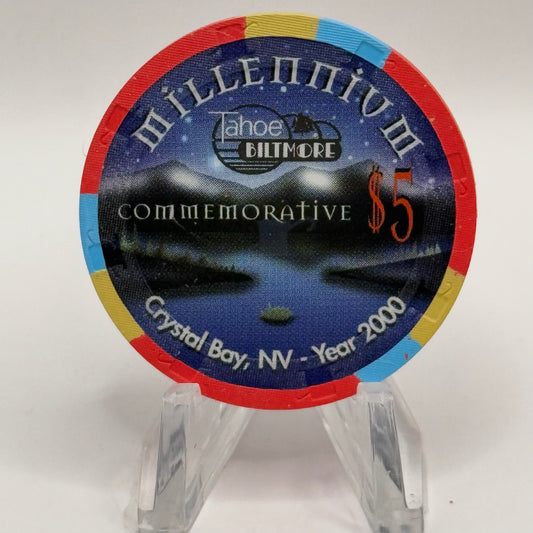 MILLENNIUM
Tahoe
BILTMORE
COMMEMORATIVE $5
Crystal Bay, NV - Year 2000